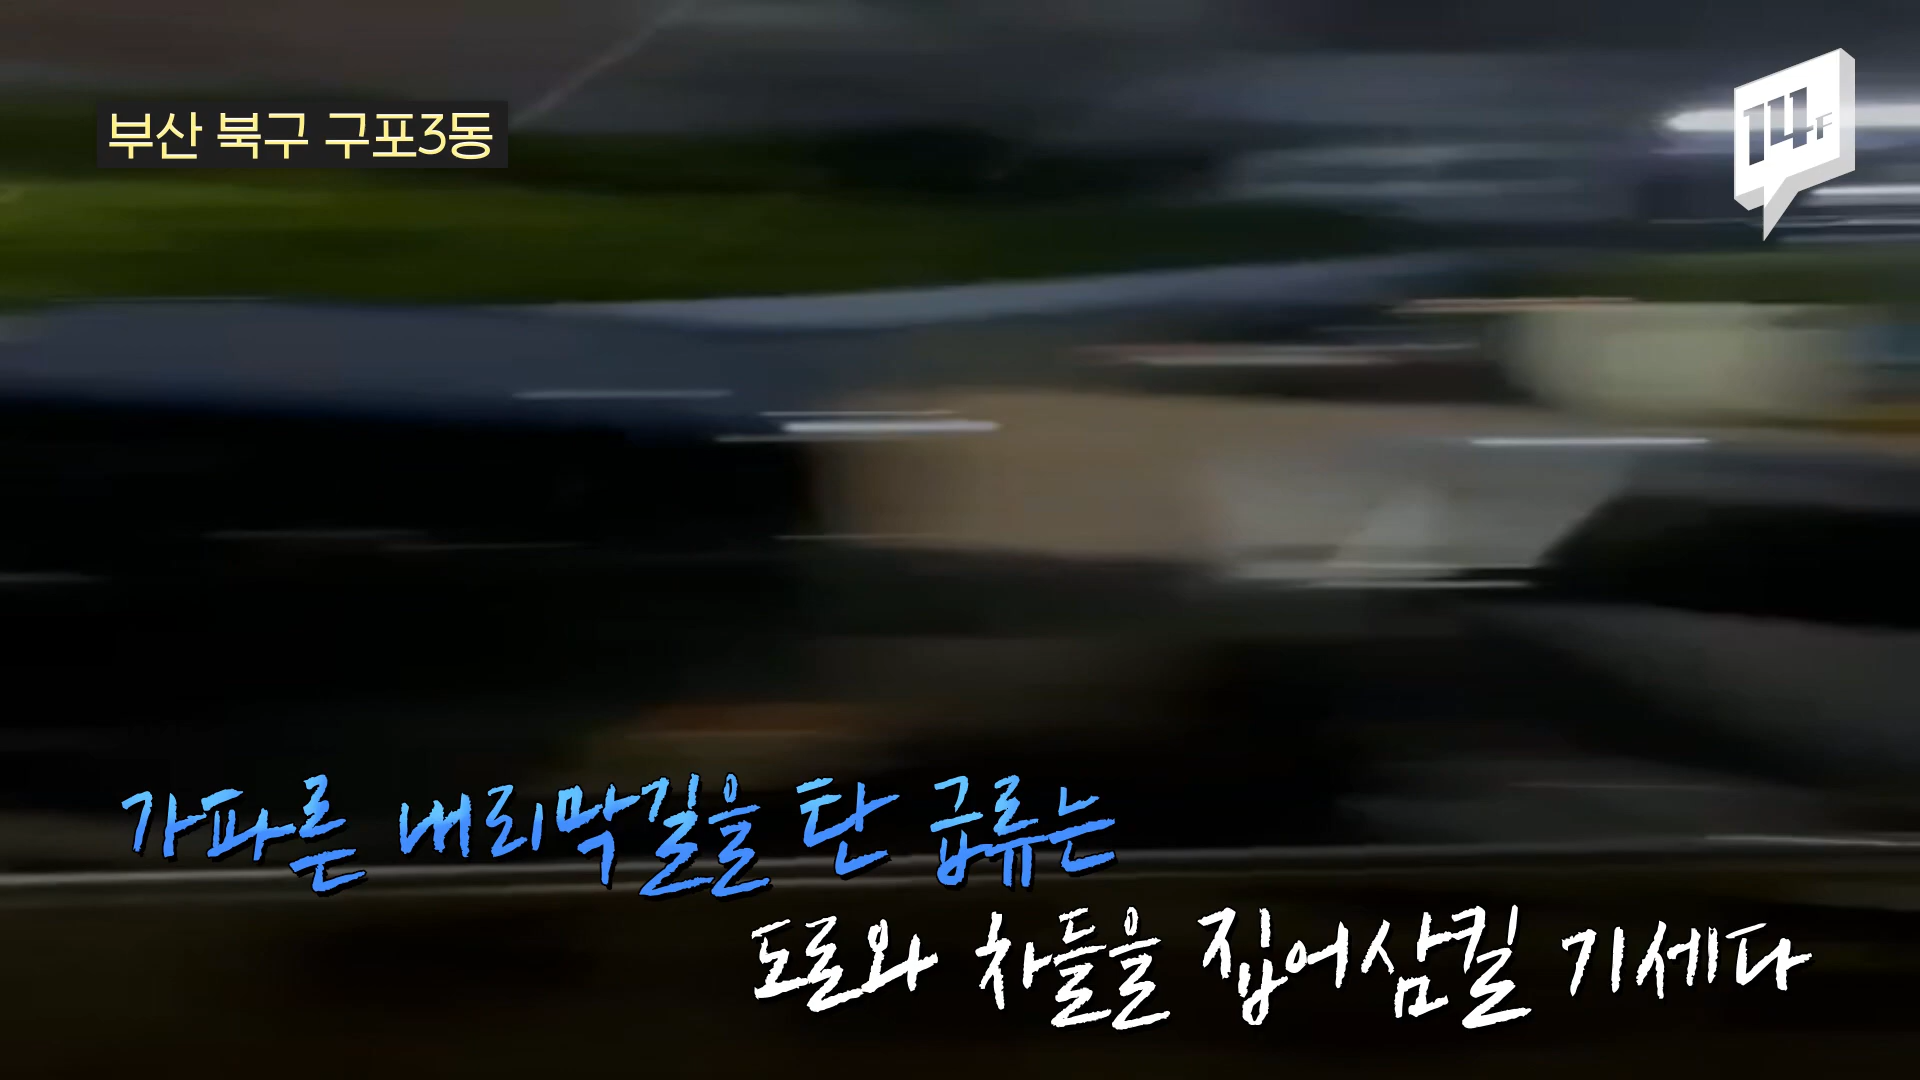 부산 북구 구포3동
14F
가파른 내리막길을 탄 급류는
도로와 차들을 집어삼킬 기세다